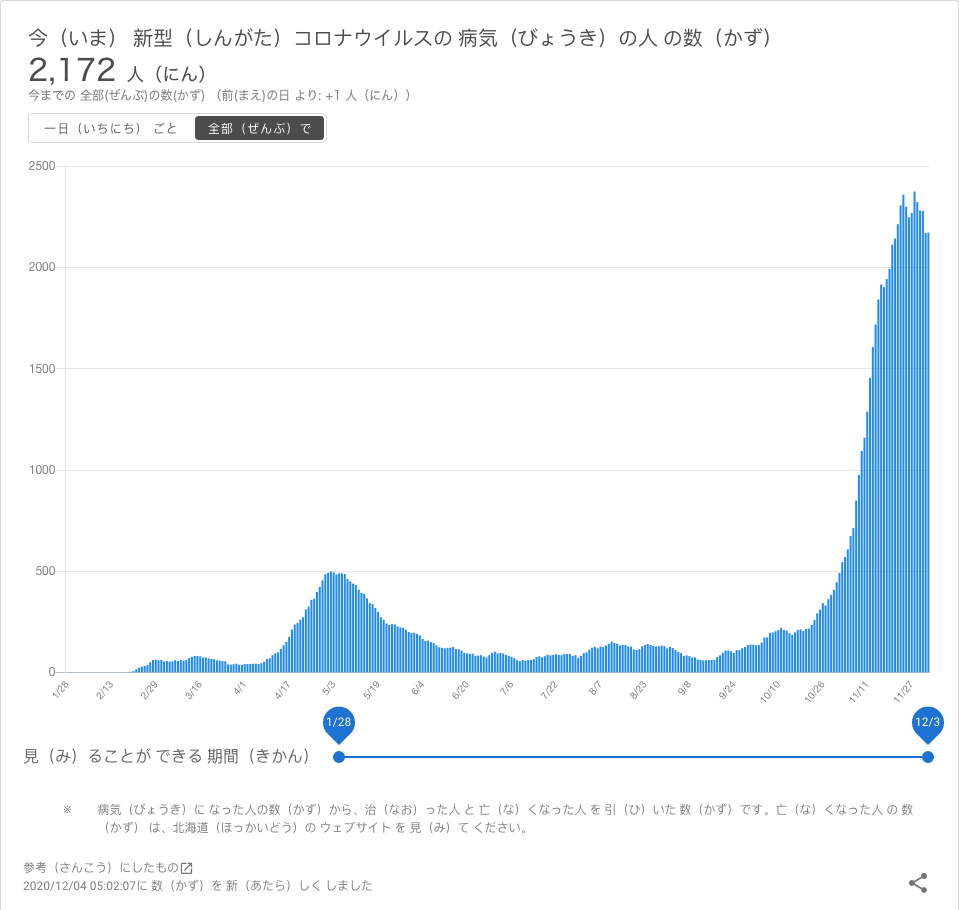 今（いま） 新型（しんがた）コロナウイルスの 病気（びょうき）の人 の数（かず）
2,172 人（にん）
今までの 全部(ぜんぶ)の数(かず) （前(まえ)の日 より: +1 人（にん））
一日（いちにち） ごと
全部（ぜんぶ）で
2500
2000
1500
1000
500
0
1/28 2/13 2/29 3/16 4/1 4/17 5/3 5/19 6/4 6/20 7/6 7/22 8/7 8/23 9/8 9/24 10/10 10/26 11/11 11/27
1/28 12/3
見（み）ることが できる 期間（きかん）
※ 病気（びょうき）に なった人の数（かず）から、治（なお）った人 と 亡（な）くなった人 を 引（ひ）いた 数（かず）です。亡（な）くなった人 の 数
（かず） は、北海道（ほっかいどう）の ウェブサイト を 見（み）て ください。
参考（さんこう）にしたもの
2020/12/04 05:02:07に 数（かず）を 新（あたら）しく しました